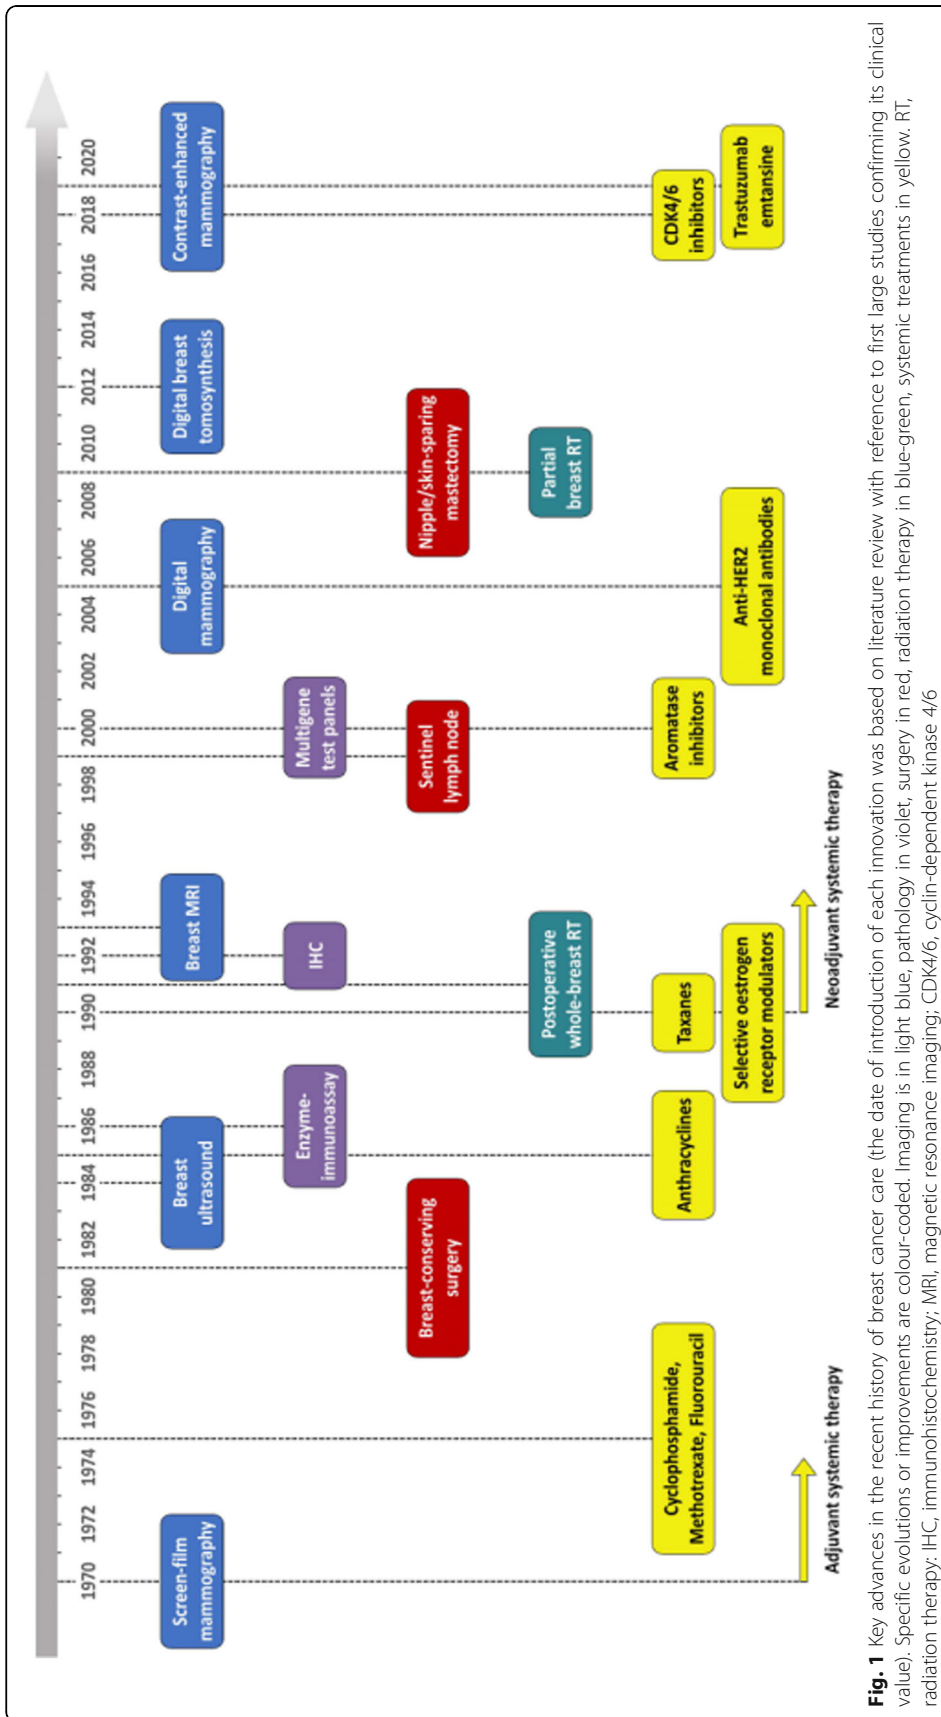 1970 1972 1974 1976 1978 1980 1982 1984 1986 1988 1990 1992 1994 1996 1998 2000 2002 2004 2006 2008 2010 2012 2014 2016 2018 2020
Screen-film
mammography
Breast
ultrasound
Breast MRI
Digital
mammography
Digital breast
tomosynthesis
Contrast-enhanced
mammography
Enzyme-
immunoassay
IHC
Multigene
test panels
Breast-conserving
surgery
Sentinel
lymph node
Nipple/skin-sparing
mastectomy
Postoperative
whole-breast RT
Partial
breast RT
Cyclophosphamide,
Methotrexate, Fluorouracil
Anthracyclines
Taxanes
Aromatase
inhibitors
CDK4/6
inhibitors
Selective oestrogen
receptor modulators
Anti-HER2
monoclonal antibodies
Trastuzumab
emtansine
Adjuvant systemic therapy
Neoadjuvant systemic therapy
Fig. 1 Key advances in the recent history of breast cancer care (the date of introduction of each innovation was based on literature review with reference to first large studies confirming its clinical
value). Specific evolutions or improvements are colour-coded. Imaging is in light blue, pathology in violet, surgery in red, radiation therapy in blue-green, systemic treatments in yellow. RT,
radiation therapy; IHC, immunohistochemistry; MRI, magnetic resonance imaging; CDK4/6, cyclin-dependent kinase 4/6